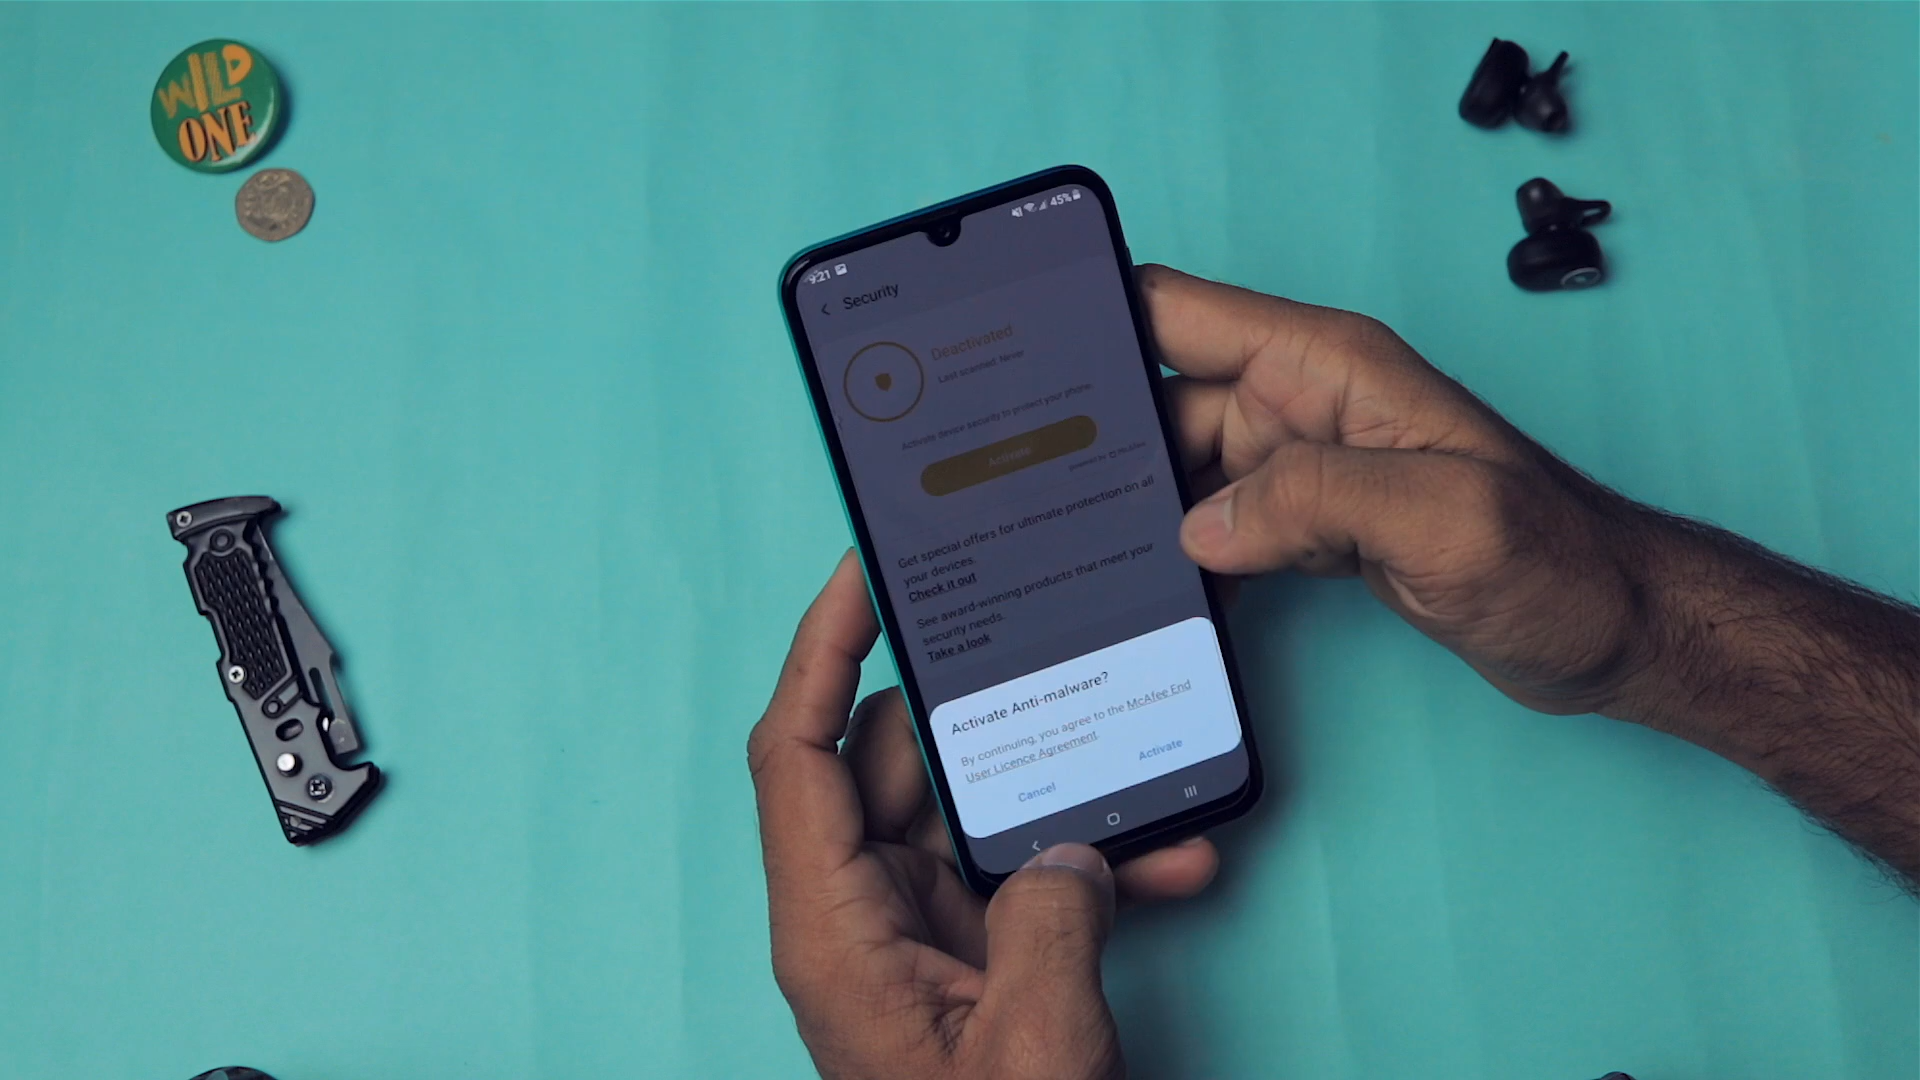 WILD
ONE
9:21
45%
Security
Deactivated
Last scanned: Never
Activate device security to protect your phone.
Activate
Powered by McAfee
Get special offers for ultimate protection on all
your devices.
Check it out
See award-winning products that meet your
security needs.
Take a look
Activate Anti-malware?
By continuing, you agree to the McAfee End
User Licence Agreement.
Cancel
Activate